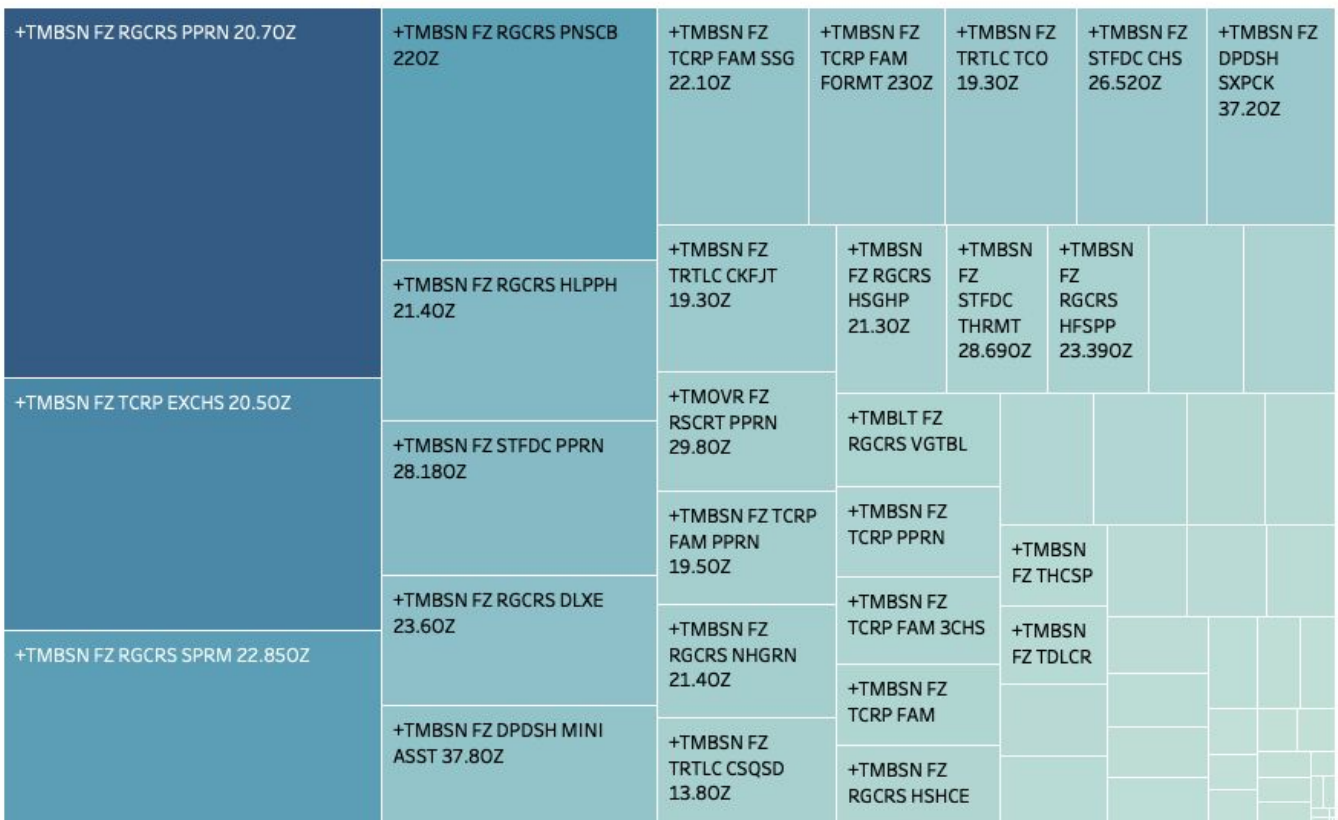 +TMBSN FZ RGCRS PPRN 20.7OZ
+TMBSN FZ TCRP EXCHS 20.5OZ
+TMBSN FZ RGCRS SPRM 22.85OZ
+TMBSN FZ RGCRS PNSCB
22OZ
+TMBSN FZ RGCRS HLPPH
21.4OZ
+TMBSN FZ STFDC PPRN
28.18OZ
+TMBSN FZ RGCRS DLXE
23.6OZ
+TMBSN FZ DPDSH MINI
ASST 37.8OZ
+TMBSN FZ
TCRP FAM SSG
22.1OZ
+TMBSN FZ
TCRP FAM
FORMT 23OZ
+TMBSN FZ
TRTLC TCO
19.3OZ
+TMBSN FZ
STFDC CHS
26.52OZ
+TMBSN FZ
DPDSH
SXPCK
37.2OZ
+TMBSN FZ
TRTLC CKFJT
19.3OZ
+TMOVR FZ
RSCRT PPRN
29.8OZ
+TMBSN FZ TCRP
FAM PPRN
19.5OZ
+TMBSN FZ
RGCRS NHGRN
21.4OZ
+TMBSN FZ
TRTLC CSQSD
13.8OZ
+TMBSN
FZ RGCRS
HSGHP
21.3OZ
+TMBSN
FZ
STFDC
THRMT
28.69OZ
+TMBSN
FZ
RGCRS
HFSPP
23.39OZ
+TMBLT FZ
RGCRS VGTBL
+TMBSN FZ
TCRP PPRN
+TMBSN FZ
TCRP FAM 3CHS
+TMBSN FZ
TCRP FAM
+TMBSN FZ
RGCRS HSHCE
+TMBSN
FZ THCSP
+TMBSN
FZ TDLCR